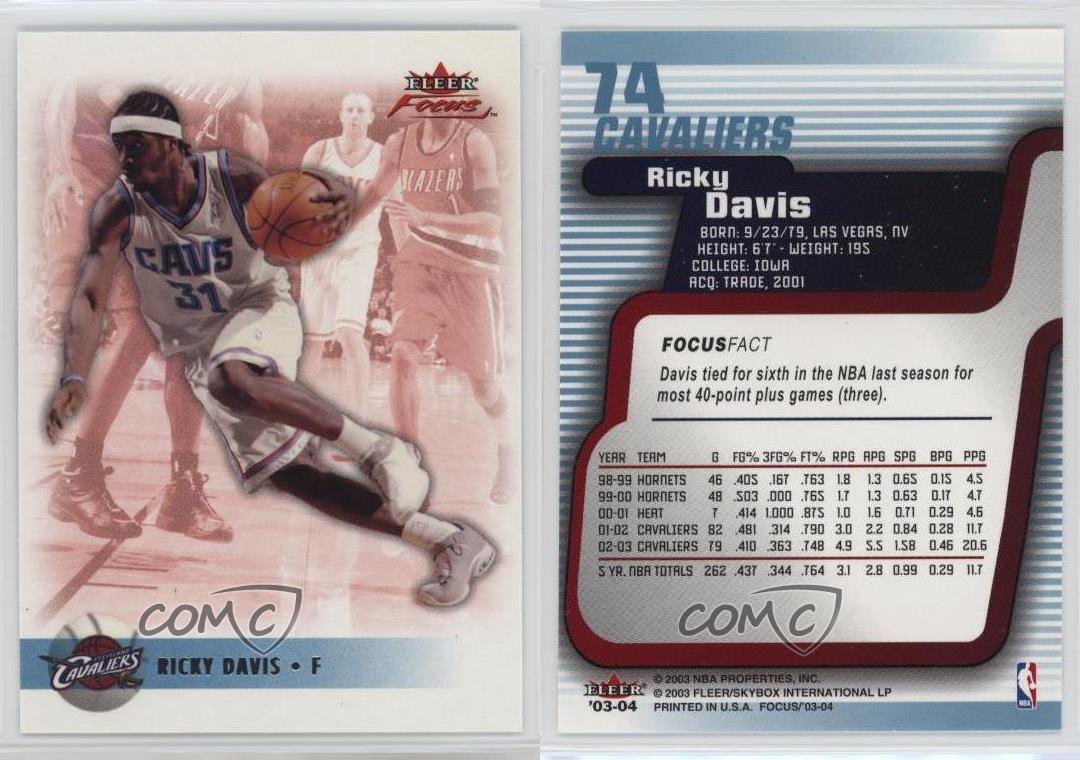 FLEER®
Focus™
BLAZERS
1
CAVS
31
COMC
CLEVELAND
CAVALIERS
RICKY DAVIS • F
74
CAVALIERS
Ricky
Davis
BORN: 9/23/79, LAS VEGAS, NV
HEIGHT: 6'7" - WEIGHT: 195
COLLEGE: IOWA
ACQ: TRADE, 2001
FOCUSFACT
Davis tied for sixth in the NBA last season for
most 40-point plus games (three).
YEAR TEAM G FG% 3FG% FT% RPG APG SPG BPG PPG
98-99 HORNETS 46 .405 .167 .763 1.8 1.3 0.65 0.15 4.5
99-00 HORNETS 48 .503 .000 .765 1.7 1.3 0.63 0.17 4.7
00-01 HEAT 7 .414 1.000 .875 1.0 1.6 0.71 0.29 4.6
01-02 CAVALIERS 82 .481 .314 .790 3.0 2.2 0.84 0.28 11.7
02-03 CAVALIERS 79 .410 .363 .748 4.9 5.5 1.58 0.46 20.6
5 YR. NBA TOTALS 262 .437 .344 .764 3.1 2.8 0.99 0.29 11.7
COMC
FLEER
'03-04
© 2003 NBA PROPERTIES, INC.
© 2003 FLEER/SKYBOX INTERNATIONAL LP
PRINTED IN U.S.A. FOCUS/'03-04
NBA